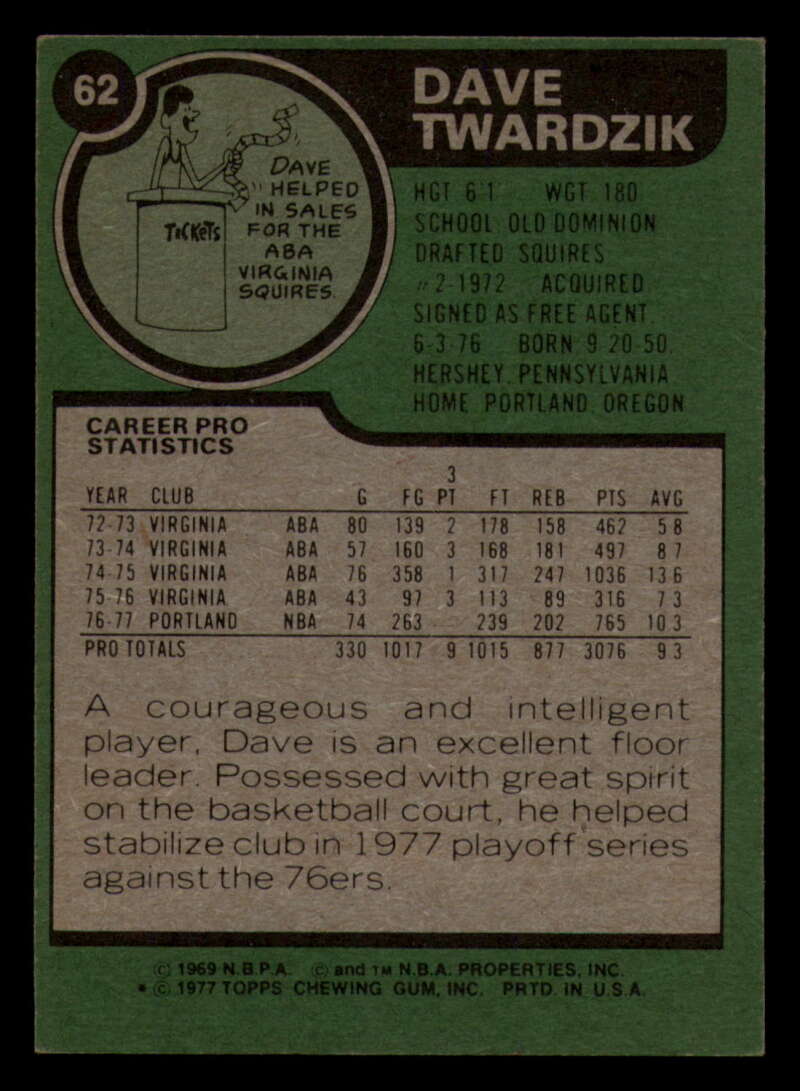 62
DAVE
TWARDZIK
TICKETS
DAVE
HELPED
IN SALES
FOR THE
ABA
VIRGINIA
SQUIRES.
HGT 6'1 WGT 180
SCHOOL OLD DOMINION
DRAFTED SQUIRES
#2-1972 ACQUIRED
SIGNED AS FREE AGENT
6-3-76 BORN 9-20-50,
HERSHEY, PENNSYLVANIA
HOME PORTLAND, OREGON
CAREER PRO
STATISTICS
3
YEAR CLUB G FG PT FT REB PTS AVG
72-73 VIRGINIA ABA 80 139 2 178 158 462 5.8
73-74 VIRGINIA ABA 57 160 3 168 181 497 8.7
74-75 VIRGINIA ABA 76 358 1 317 247 1036 13.6
75-76 VIRGINIA ABA 43 97 3 113 89 316 7.3
76-77 PORTLAND NBA 74 263 239 202 765 10.3
PRO TOTALS 330 1017 9 1015 877 3076 9.3
A courageous and intelligent
player, Dave is an excellent floor
leader. Possessed with great spirit
on the basketball court, he helped
stabilize club in 1977 playoff series
against the 76ers.
© 1969 N.B.P.A. © and TM N.B.A. PROPERTIES, INC.
* © 1977 TOPPS CHEWING GUM, INC. PRTD. IN U.S.A.